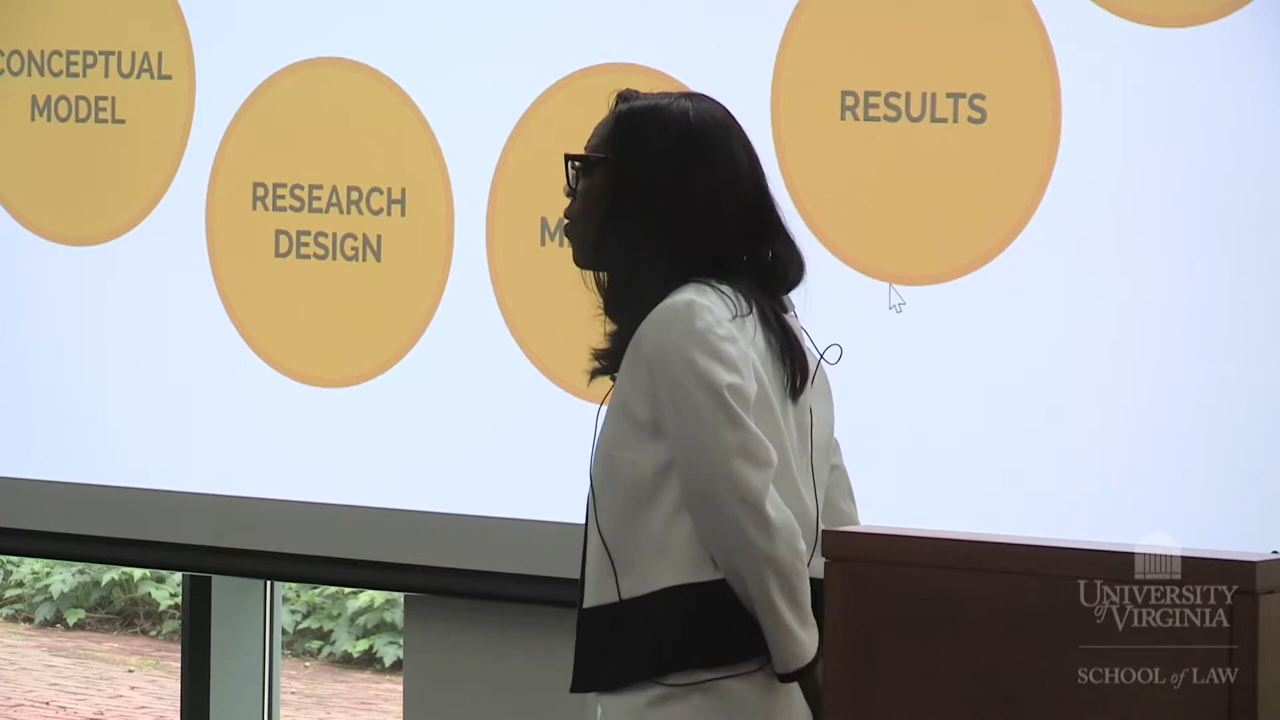 CONCEPTUAL
MODEL
RESEARCH
DESIGN
RESULTS
UNIVERSITY
of VIRGINIA
SCHOOL of LAW